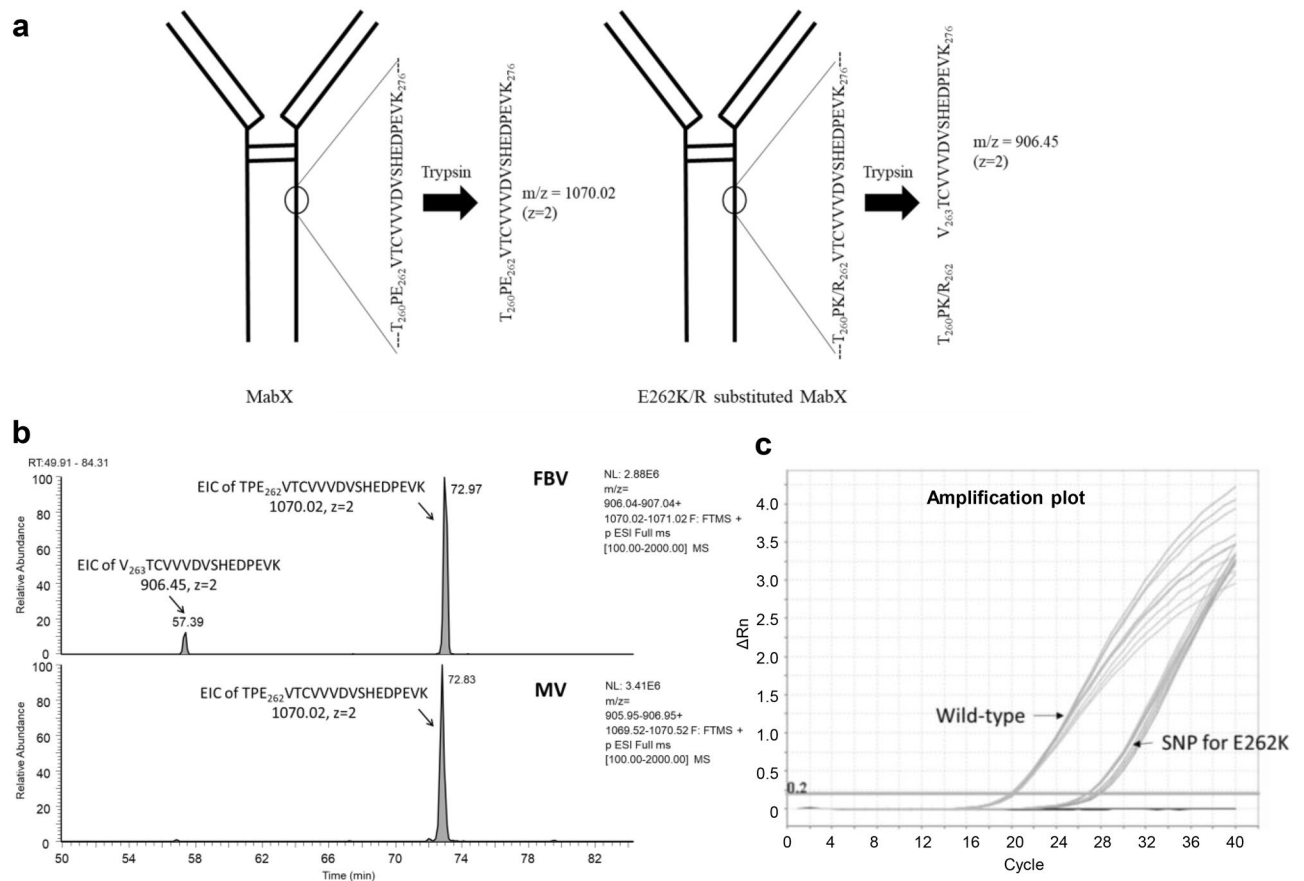 a
---T260PE262VTCVVVDVSHEDPEVK276---
Trypsin
T260PE262VTCVVVDVSHEDPEVK276
m/z = 1070.02
(z=2)
MabX
---T260PK/R262VTCVVVDVSHEDPEVK276---
Trypsin
T260PK/R262 V263TCVVVDVSHEDPEVK276
m/z = 906.45
(z=2)
E262K/R substituted MabX
b
RT:49.91 - 84.31
FBV
NL: 2.88E6
m/z=
906.04-907.04+
1070.02-1071.02 F: FTMS +
p ESI Full ms
[100.00-2000.00] MS
EIC of TPE262VTCVVVDVSHEDPEVK
1070.02, z=2
72.97
EIC of V263TCVVVDVSHEDPEVK
906.45, z=2
57.39
Relative Abundance
100
80
60
40
20
0
MV
NL: 3.41E6
m/z=
905.95-906.95+
1069.52-1070.52 F: FTMS +
p ESI Full ms
[100.00-2000.00] MS
EIC of TPE262VTCVVVDVSHEDPEVK
1070.02, z=2
72.83
Relative Abundance
100
80
60
40
20
0
50 54 58 62 66 70 74 78 82
Time (min)
c
Amplification plot
ΔRn
4.0
3.5
3.0
2.5
2.0
1.5
1.0
0.5
0
0.2
Wild-type
SNP for E262K
0 4 8 12 16 20 24 28 32 36 40
Cycle